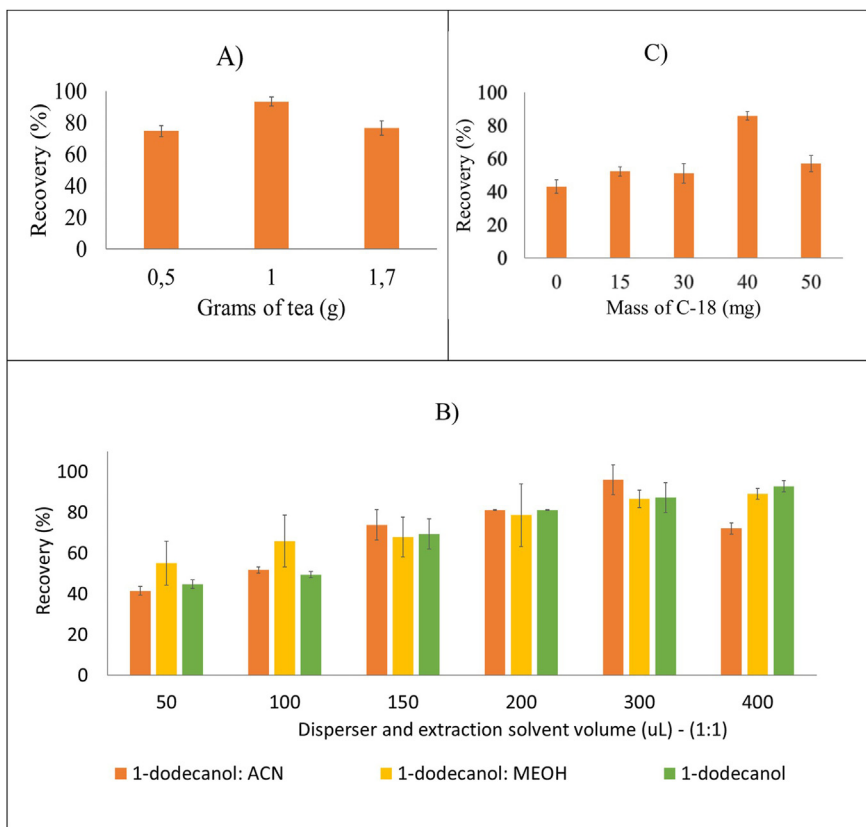 A)
Recovery (%)
100
80
60
40
20
0
0,5 1 1,7
Grams of tea (g)
C)
Recovery (%)
100
80
60
40
20
0
0 15 30 40 50
Mass of C-18 (mg)
B)
Recovery (%)
100
80
60
40
20
0
50 100 150 200 300 400
Disperser and extraction solvent volume (uL) - (1:1)
1-dodecanol: ACN 1-dodecanol: MEOH 1-dodecanol